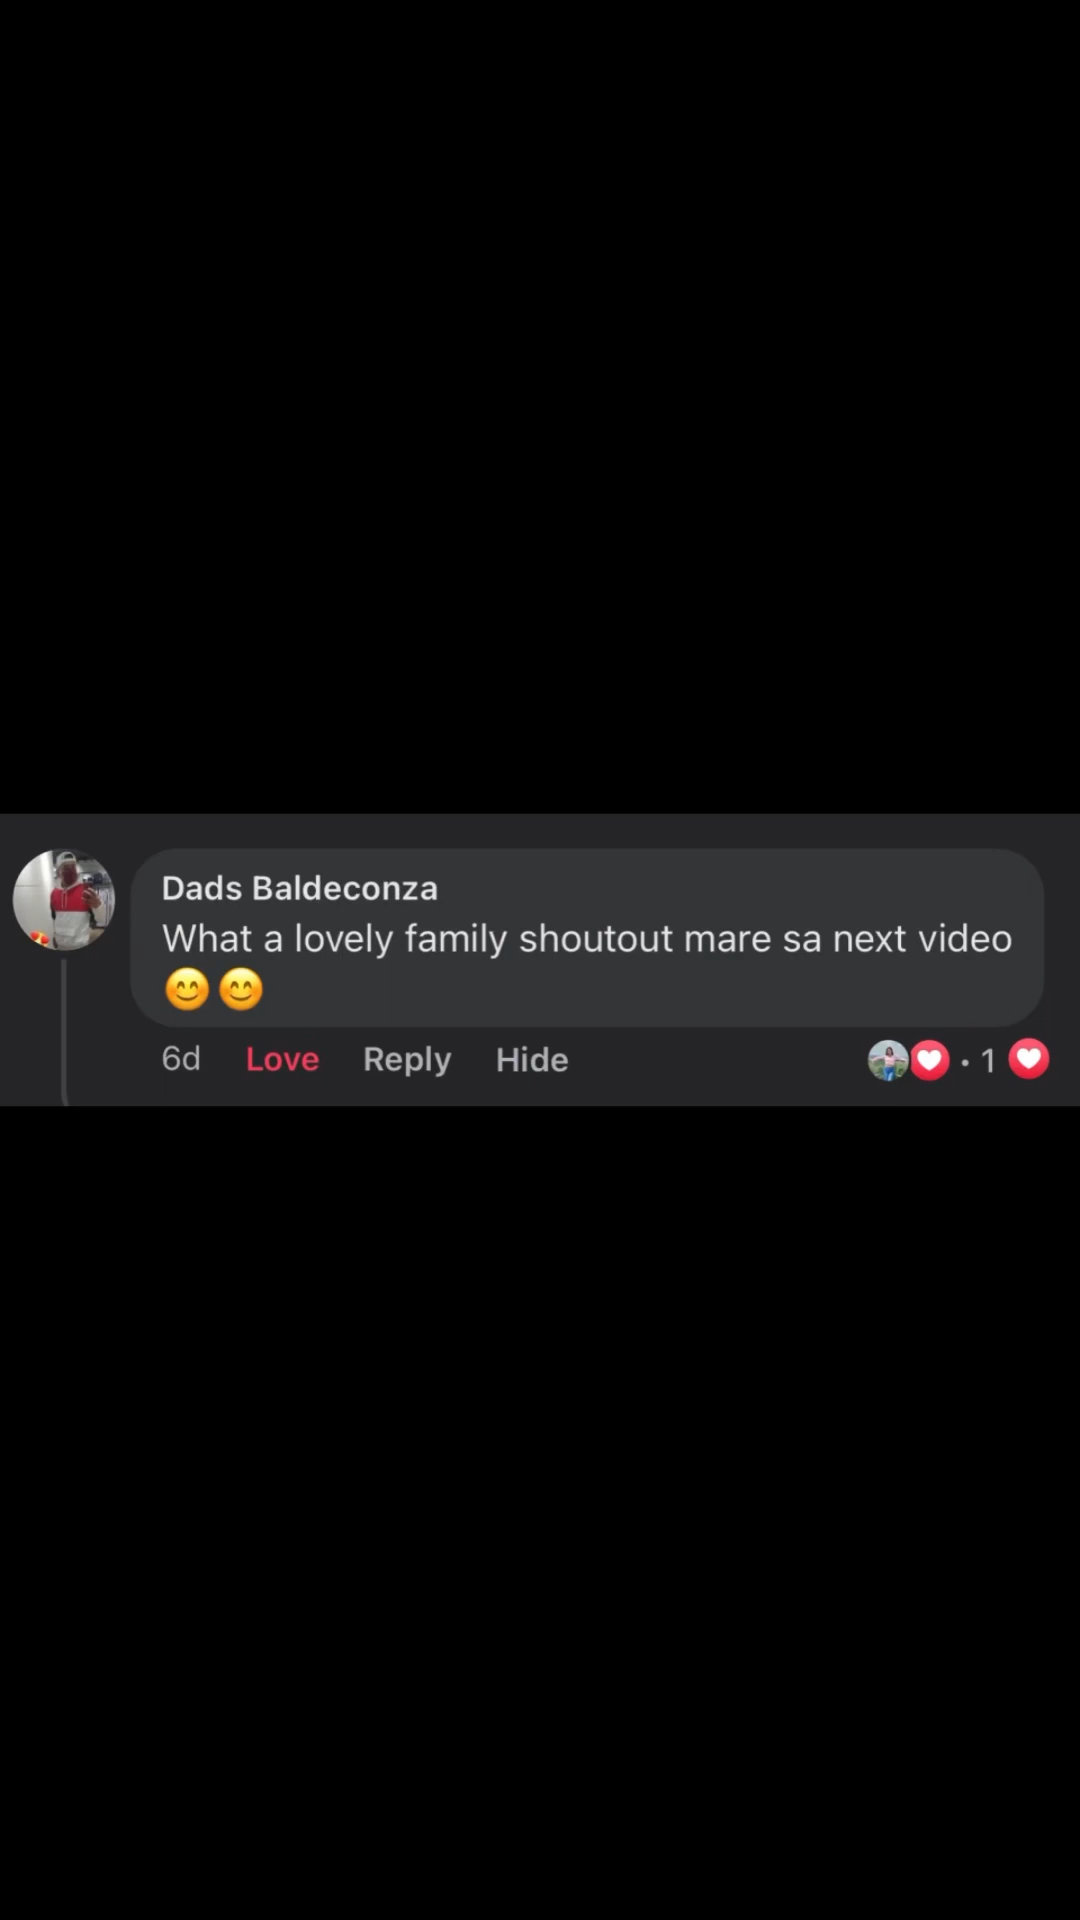 Dads Baldeconza
What a lovely family shoutout mare sa next video
😊😊
6d Love Reply Hide · 1